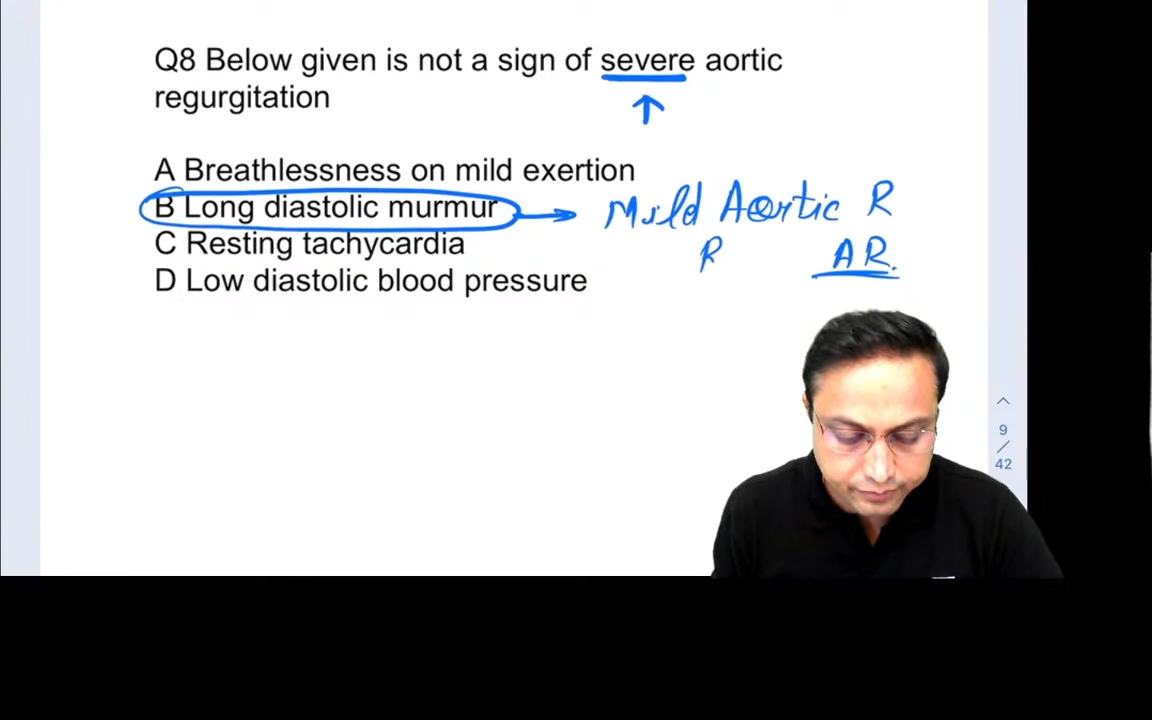 Q8 Below given is not a sign of severe aortic
regurgitation
A Breathlessness on mild exertion
B Long diastolic murmur
Mild Aortic R
C Resting tachycardia
R AR.
D Low diastolic blood pressure
9
/
42